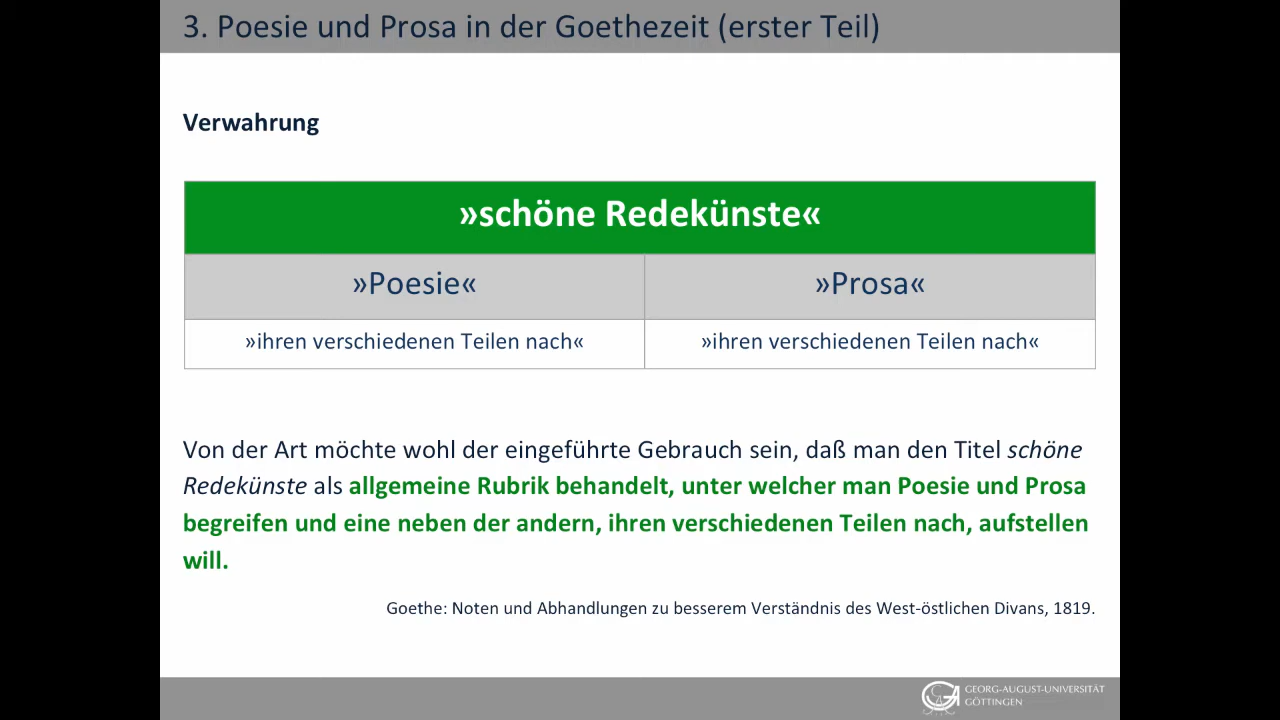 3. Poesie und Prosa in der Goethezeit (erster Teil)
Verwahrung
»schöne Redekünste«
»Poesie« »Prosa«
»ihren verschiedenen Teilen nach« »ihren verschiedenen Teilen nach«
Von der Art möchte wohl der eingeführte Gebrauch sein, daß man den Titel schöne
Redekünste als allgemeine Rubrik behandelt, unter welcher man Poesie und Prosa
begreifen und eine neben der andern, ihren verschiedenen Teilen nach, aufstellen
will.
Goethe: Noten und Abhandlungen zu besserem Verständnis des West-östlichen Divans, 1819.
GEORG-AUGUST-UNIVERSITÄT
GÖTTINGEN